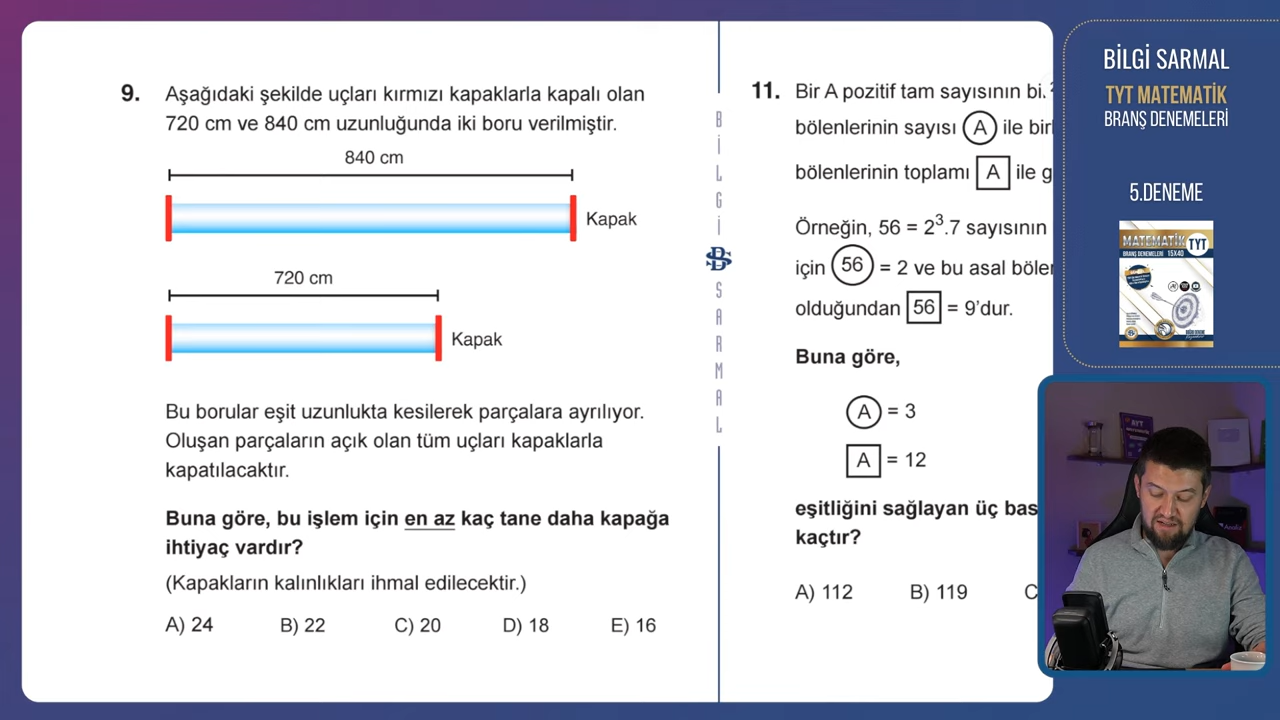 9. Aşağıdaki şekilde uçları kırmızı kapaklarla kapalı olan
720 cm ve 840 cm uzunluğunda iki boru verilmiştir.
840 cm
Kapak
720 cm
Kapak
Bu borular eşit uzunlukta kesilerek parçalara ayrılıyor.
Oluşan parçaların açık olan tüm uçları kapaklarla
kapatılacaktır.
Buna göre, bu işlem için en az kaç tane daha kapağa
ihtiyaç vardır?
(Kapakların kalınlıkları ihmal edilecektir.)
A) 24 B) 22 C) 20 D) 18 E) 16
BİLGİ SARMAL
11. Bir A pozitif tam sayısının bi.
bölenlerinin sayısı A ile bir
bölenlerinin toplamı A ile g
Örneğin, 56 = 2³.7 sayısının
için 56 = 2 ve bu asal böle
olduğundan 56 = 9'dur.
Buna göre,
A = 3
A = 12
eşitliğini sağlayan üç bas
kaçtır?
A) 112 B) 119 C
BİLGİ SARMAL
TYT MATEMATİK
BRANŞ DENEMELERİ
5.DENEME
MATEMATİK TYT
BRANŞ DENEMELERİ 15X40